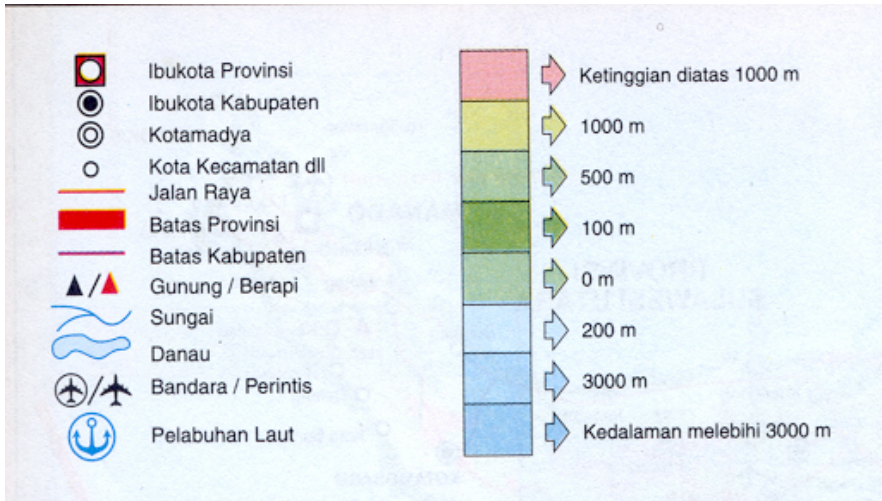 Ibukota Provinsi
Ibukota Kabupaten
Kotamadya
Kota Kecamatan dll
Jalan Raya
Batas Provinsi
Batas Kabupaten
Gunung / Berapi
Sungai
Danau
Bandara / Perintis
Pelabuhan Laut
Ketinggian diatas 1000 m
1000 m
500 m
100 m
0 m
200 m
3000 m
Kedalaman melebihi 3000 m